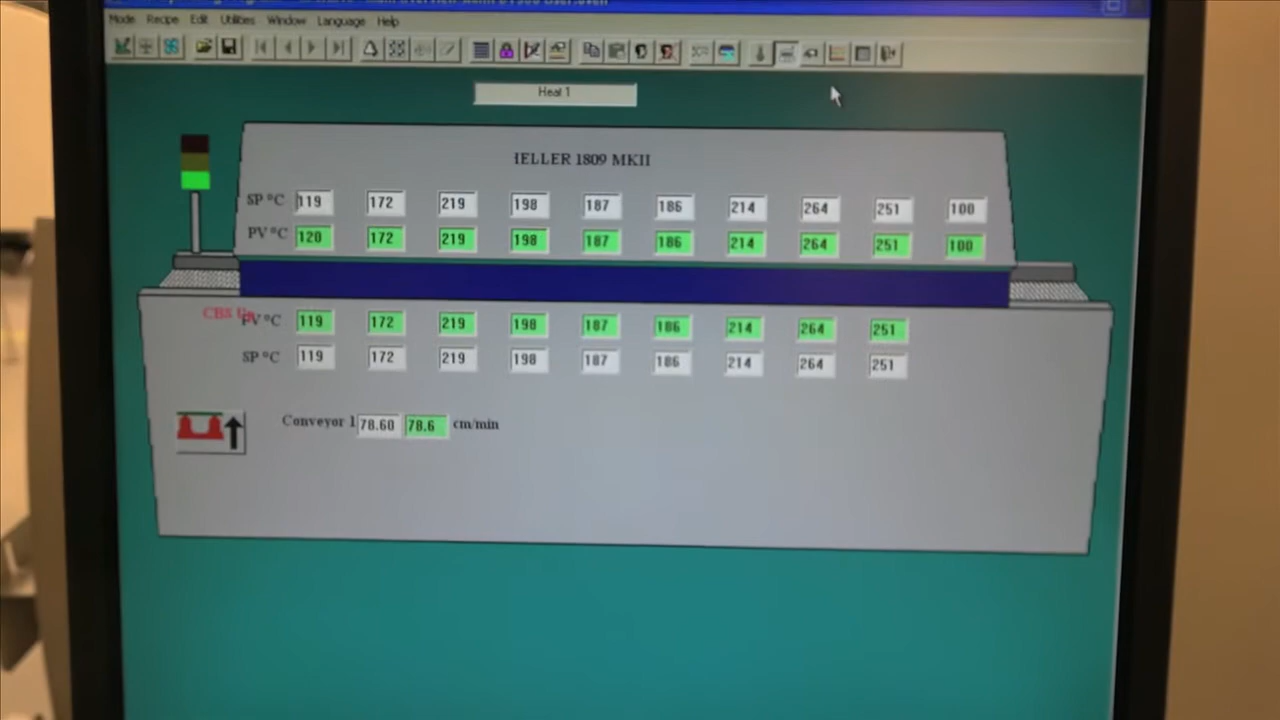 Mode Recipe Edit Utilities Window Language Help
Heat 1
IELLER 1809 MKII
SP °C 119 172 219 198 187 186 214 264 251 100
PV °C 120 172 219 198 187 186 214 264 251 100
CBS
PV °C 119 172 219 198 187 186 214 264 251
SP °C 119 172 219 198 187 186 214 264 251
Conveyor 1 78.60 78.6 cm/min